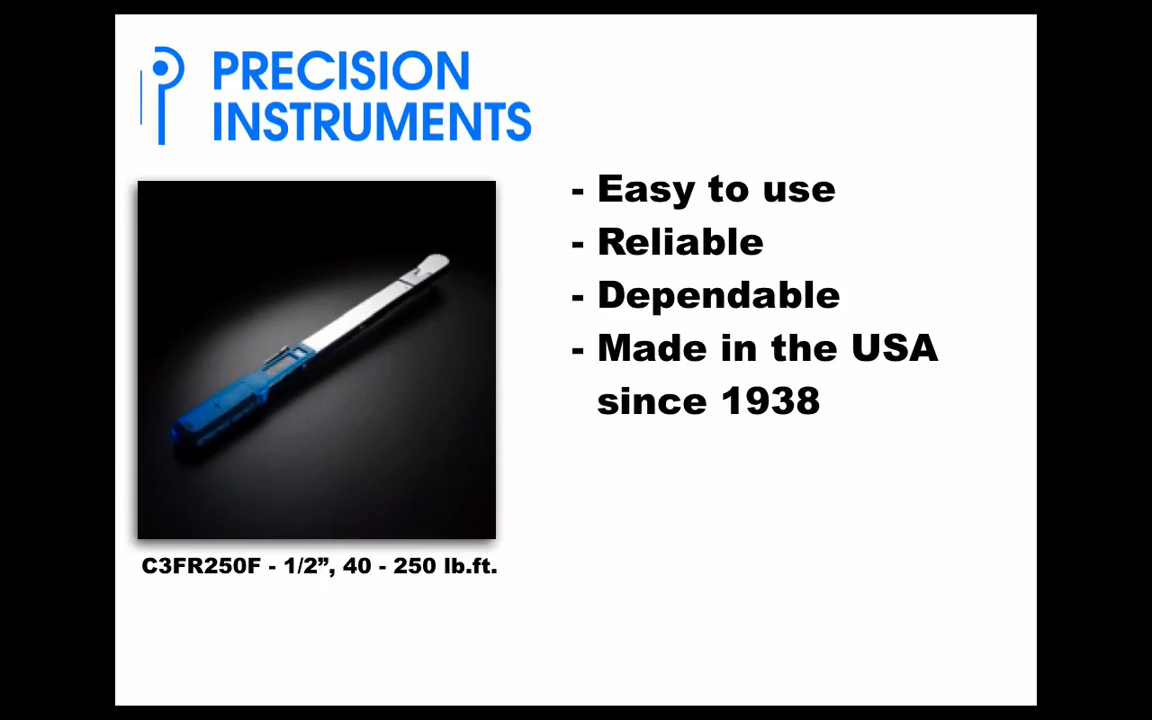 PRECISION
INSTRUMENTS
- Easy to use
- Reliable
- Dependable
- Made in the USA
since 1938
C3FR250F - 1/2”, 40 - 250 lb.ft.